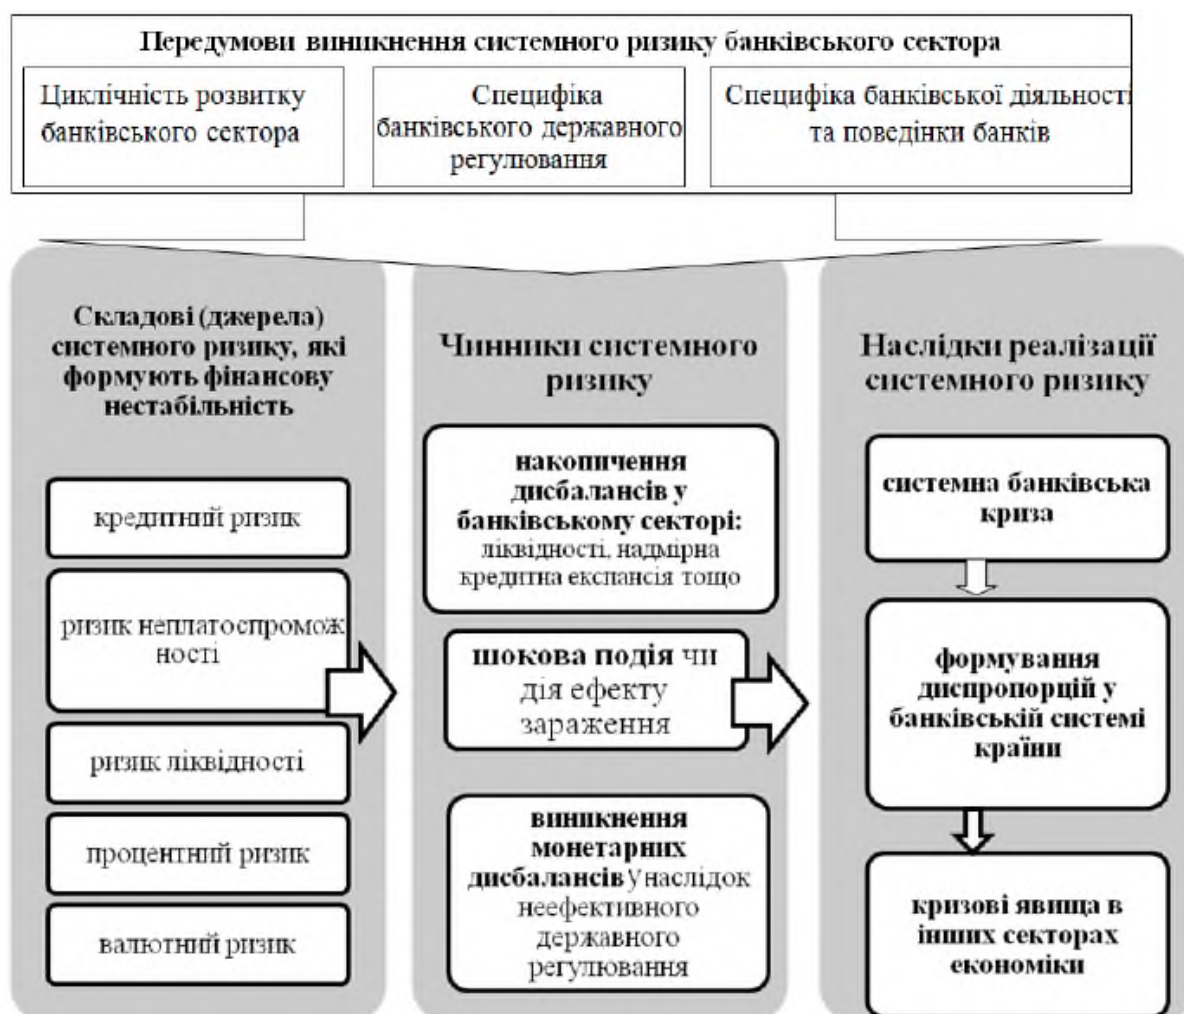 Передумови виникнення системного ризику банківського сектора
Циклічність розвитку
банківського сектора
Специфіка
банківського державного
регулювання
Специфіка банківської діяльності
та поведінки банків
Складові (джерела)
системного ризику, які
формують фінансову
нестабільність
кредитний ризик
ризик неплатоспромож
ності
ризик ліквідності
процентний ризик
валютний ризик
Чинники системного
ризику
накопичення
дисбалансів у
банківському секторі:
ліквідності, надмірна
кредитна експансія тощо
шокова подія чи
дія ефекту
зараження
виникнення
монетарних
дисбалансів унаслідок
неефективного
державного
регулювання
Наслідки реалізації
системного ризику
системна банківська
криза
формування
диспропорцій у
банківській системі
країни
кризові явища в
інших секторах
економіки